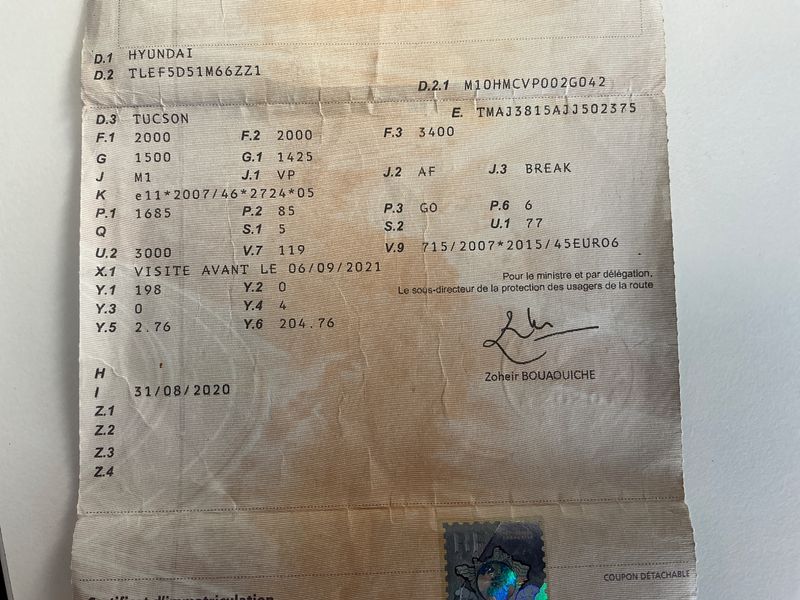 D.1 HYUNDAI
D.2 TLEF5D51M66ZZ1
D.2.1 M10HMCVP002G042
D.3 TUCSON E. TMAJ3815AJJ502375
F.1 2000 F.2 2000 F.3 3400
G 1500 G.1 1425
J M1 J.1 VP J.2 AF J.3 BREAK
K e11*2007/46*2724*05
P.1 1685 P.2 85 P.3 GO P.6 6
Q S.1 5 S.2 U.1 77
U.2 3000 V.7 119 V.9 715/2007*2015/45EURO6
X.1 VISITE AVANT LE 06/09/2021
Y.1 198 Y.2 0
Pour le ministre et par délégation.
Le sous-directeur de la protection des usagers de la route
Y.3 0 Y.4 4
Y.5 2.76 Y.6 204.76
Zoheir BOUAOUICHE
H
I 31/08/2020
2020
Z.1
Z.2
Z.3
Z.4
COUPON DÉTACHABLE
Certificat d'immatriculation